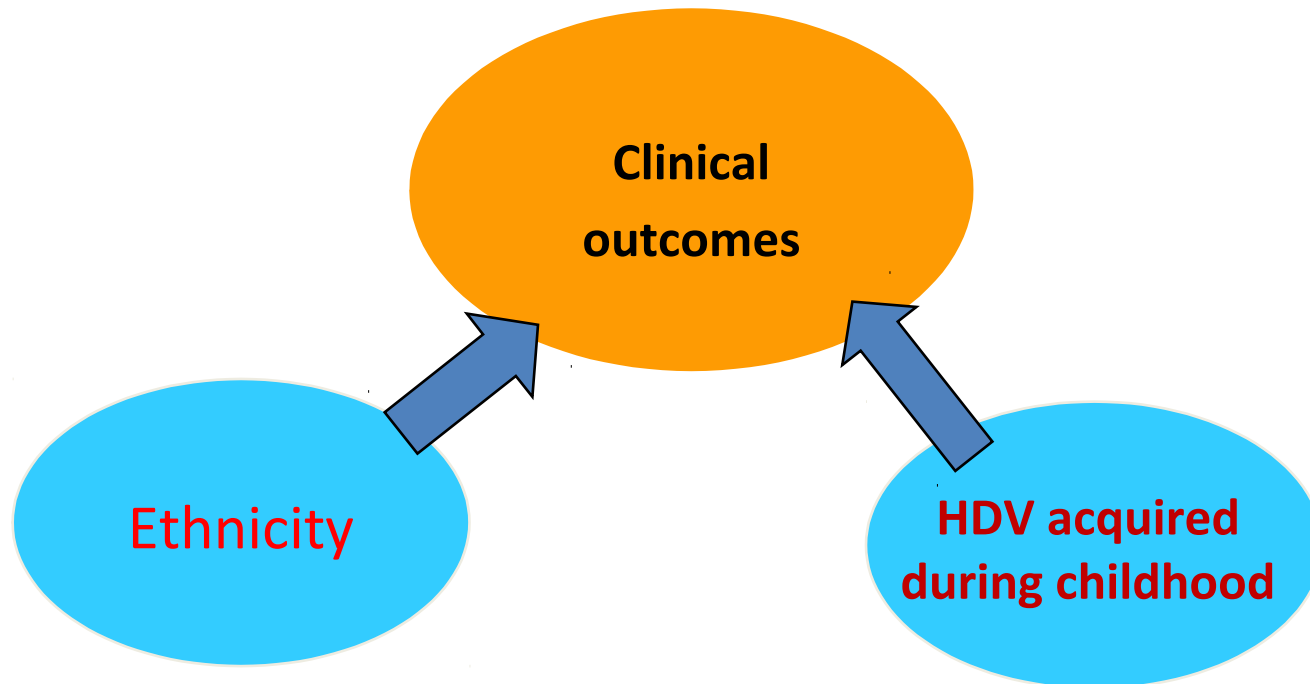 Clinical
outcomes
Ethnicity
HDV acquired
during childhood